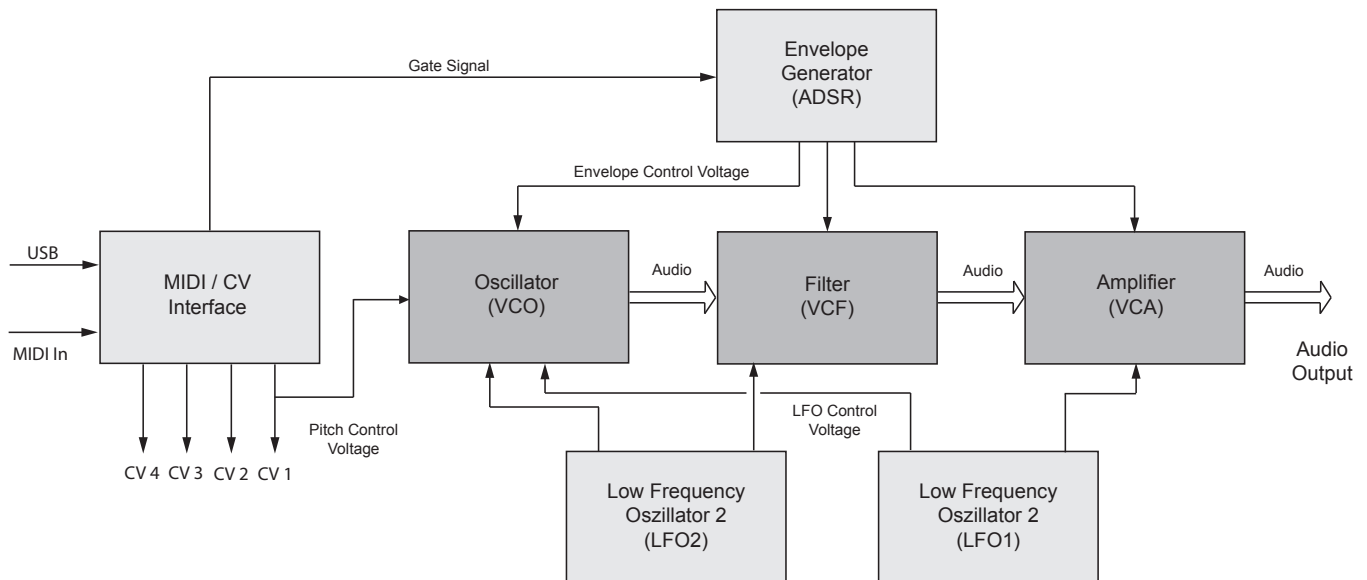 Envelope
Generator
(ADSR)
Gate Signal
Envelope Control Voltage
USB
MIDI In
MIDI / CV
Interface
Oscillator
(VCO)
Audio
Filter
(VCF)
Audio
Amplifier
(VCA)
Audio
Audio
Output
Pitch Control
Voltage
LFO Control
Voltage
CV 4 CV 3 CV 2 CV 1
Low Frequency
Oszillator 2
(LFO2)
Low Frequency
Oszillator 2
(LFO1)